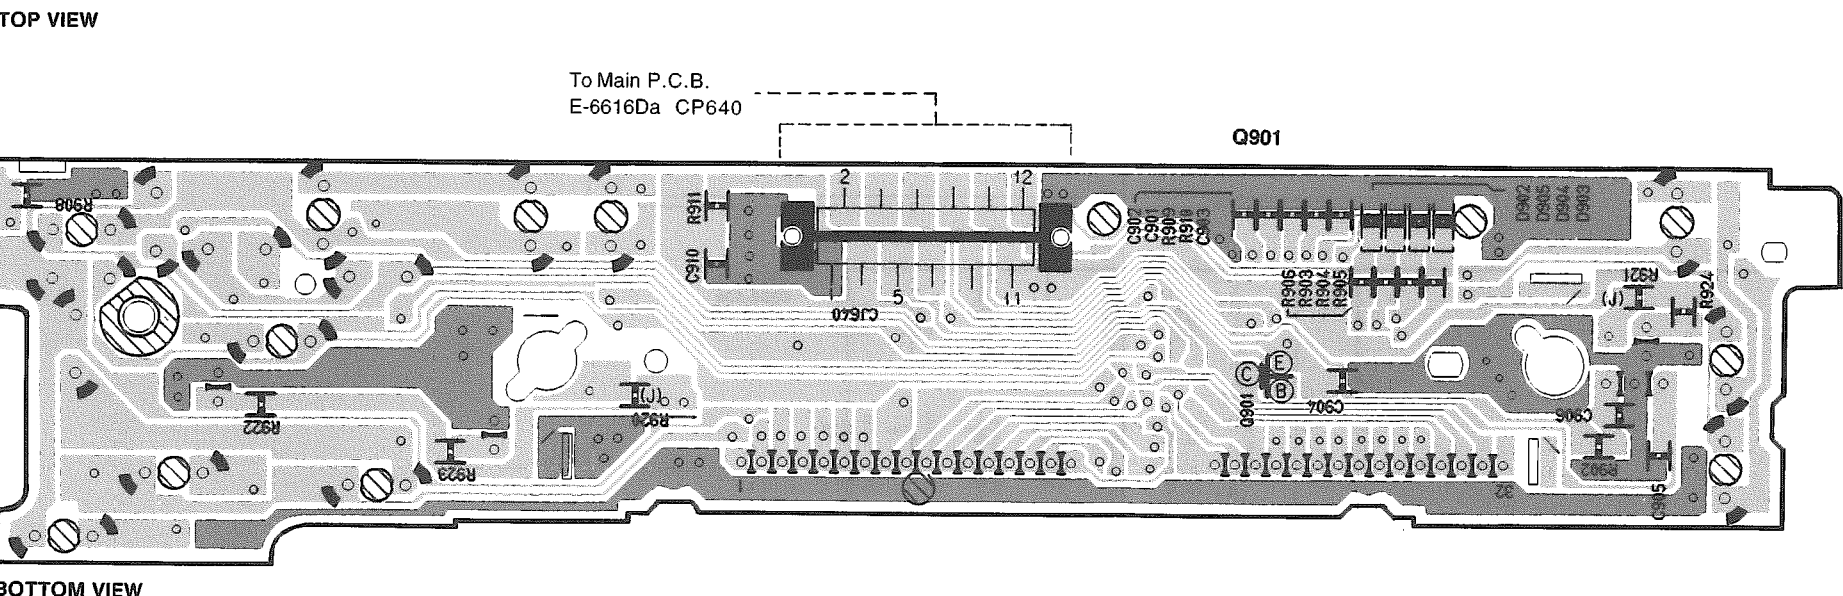 TOP VIEW
To Main P.C.B.
E-6616Da CP640
Q901
2
12
R908
R911
C910
CJ640
5
11
C902
C901
R909
R910
C903
D902
D905
D904
D903
R906
R903
R904
R905
R921
(J)
R924
E
C
B
Q901
C904
C906
R902
C905
R922
R923
(J)
R920
1
32
BOTTOM VIEW